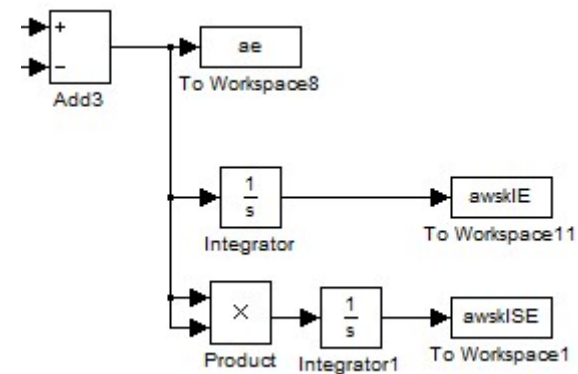 +
ae
−
Add3
To Workspace8
1
s
awskIE
Integrator
To Workspace11
×
1
s
awskISE
Product
Integrator1
To Workspace1